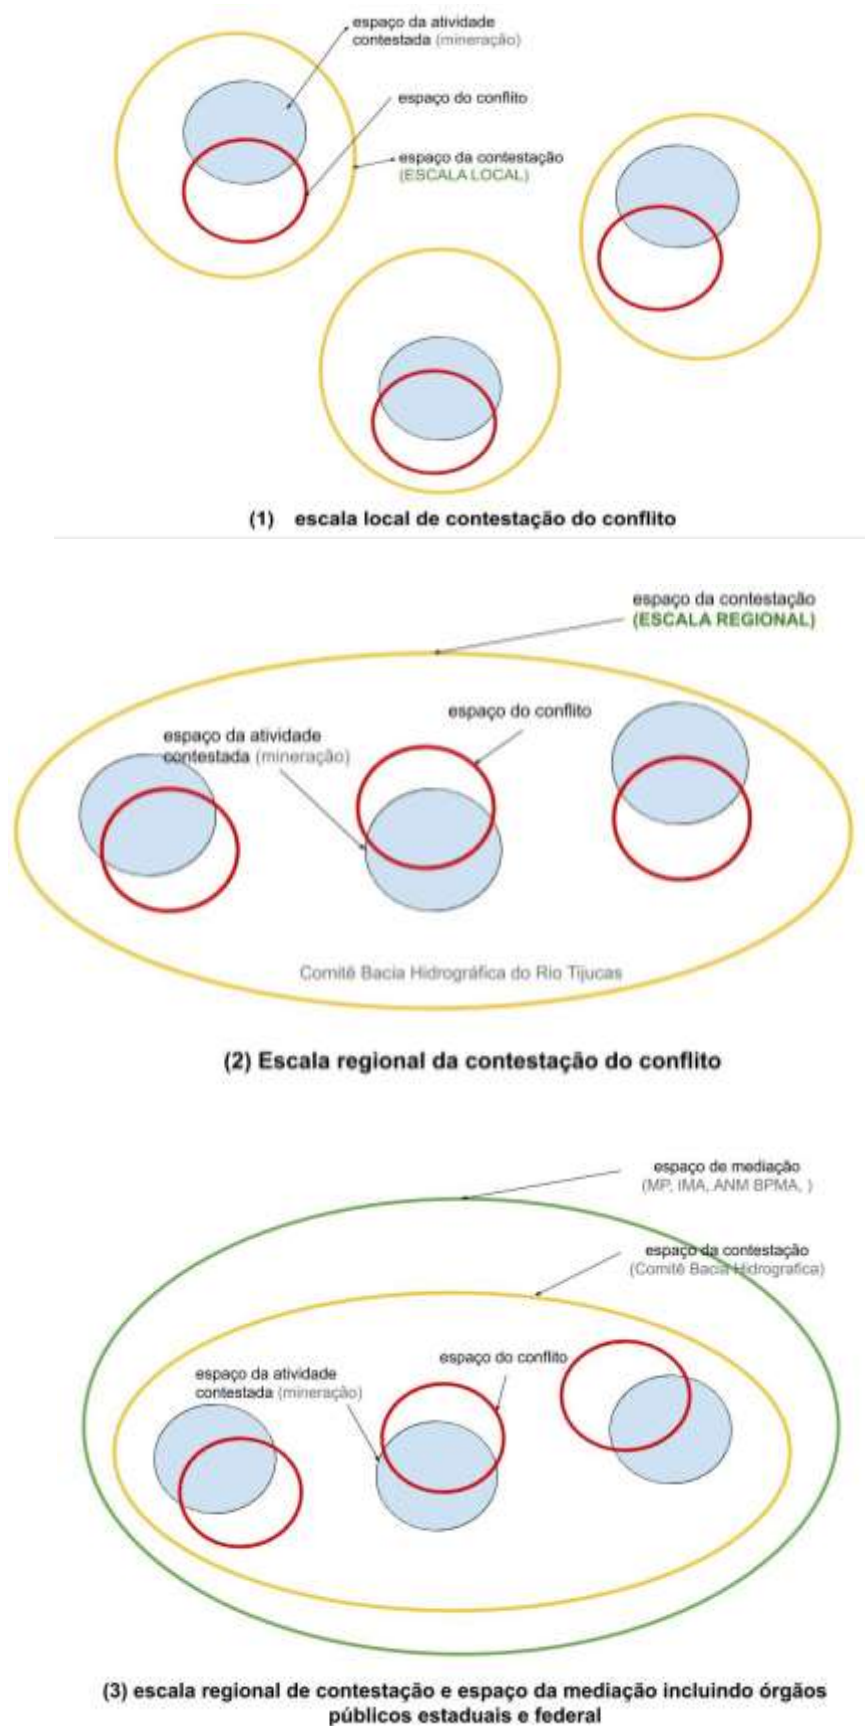 espaço da atividade
contestada (mineração)
espaço do conflito
espaço da contestação
(ESCALA LOCAL)
(1) escala local de contestação do conflito
espaço da contestação
(ESCALA REGIONAL)
espaço do conflito
espaço da atividade
contestada (mineração)
Comitê Bacia Hidrográfica do Rio Tijucas
(2) Escala regional da contestação do conflito
espaço de mediação
(MP, IMA, ANM BPMA, )
espaço da contestação
(Comitê Bacia Hidrografica)
espaço do conflito
espaço da atividade
contestada (mineração)
(3) escala regional de contestação e espaço da mediação incluindo órgãos
públicos estaduais e federal